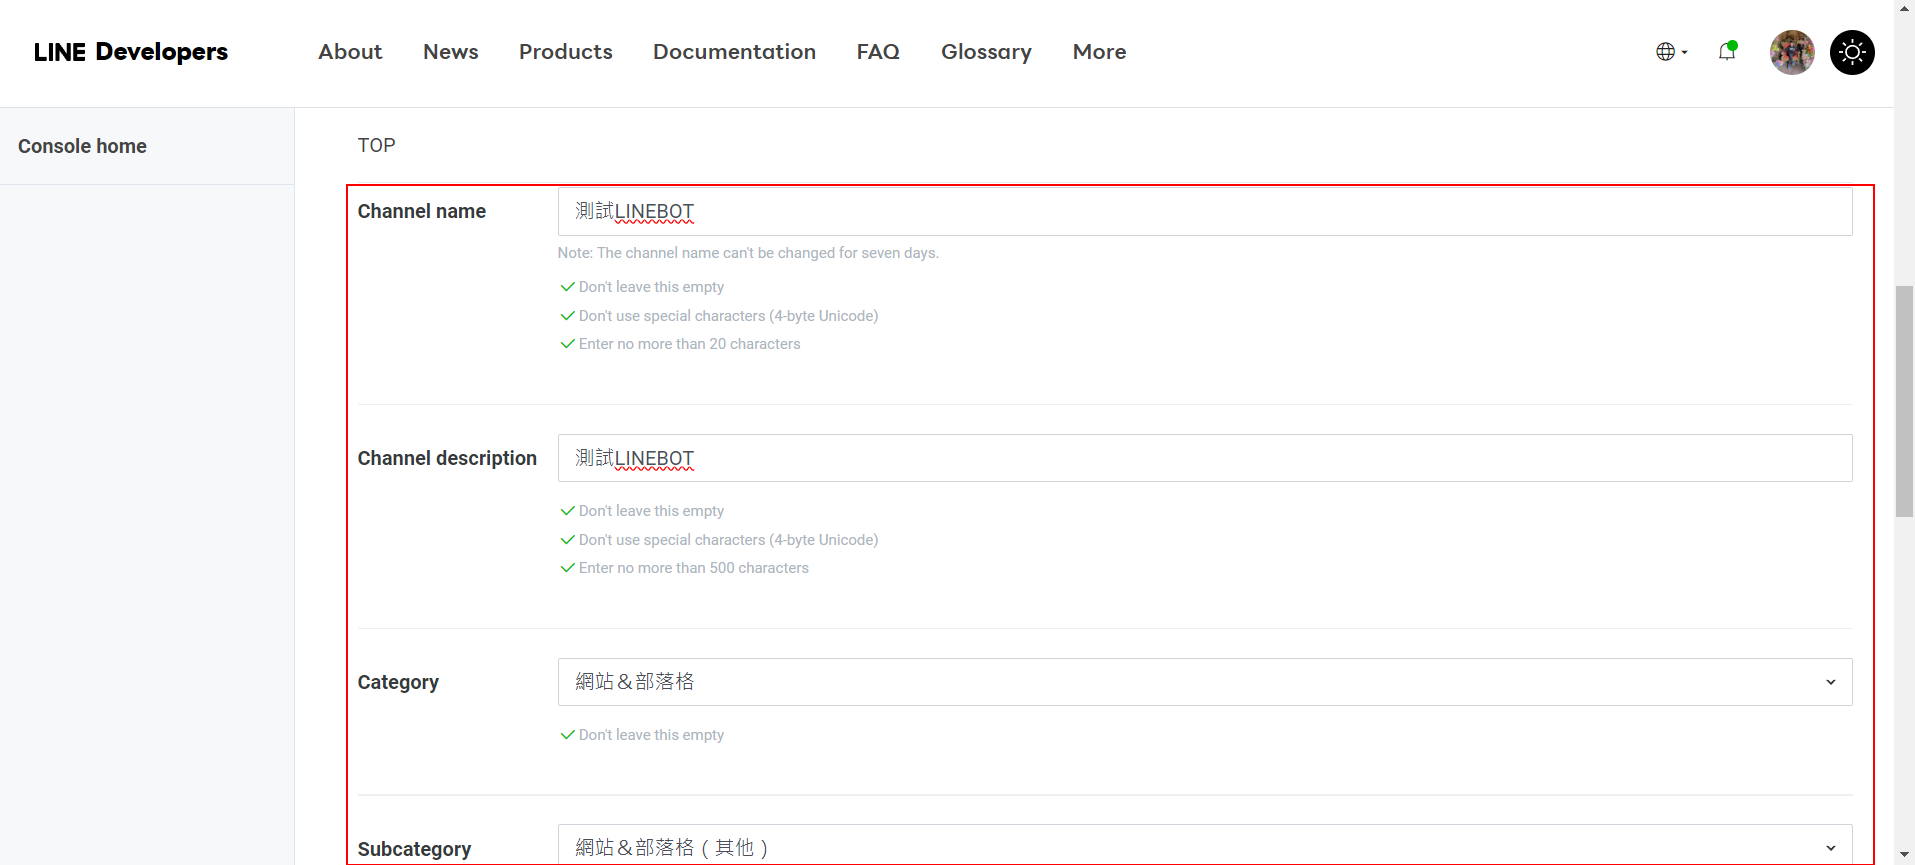 LINE Developers
About News Products Documentation FAQ Glossary More
Console home
TOP
Channel name
測試LINEBOT
Note: The channel name can't be changed for seven days.
Don't leave this empty
Don't use special characters (4-byte Unicode)
Enter no more than 20 characters
Channel description
測試LINEBOT
Don't leave this empty
Don't use special characters (4-byte Unicode)
Enter no more than 500 characters
Category
網站＆部落格
Don't leave this empty
Subcategory
網站＆部落格（其他）